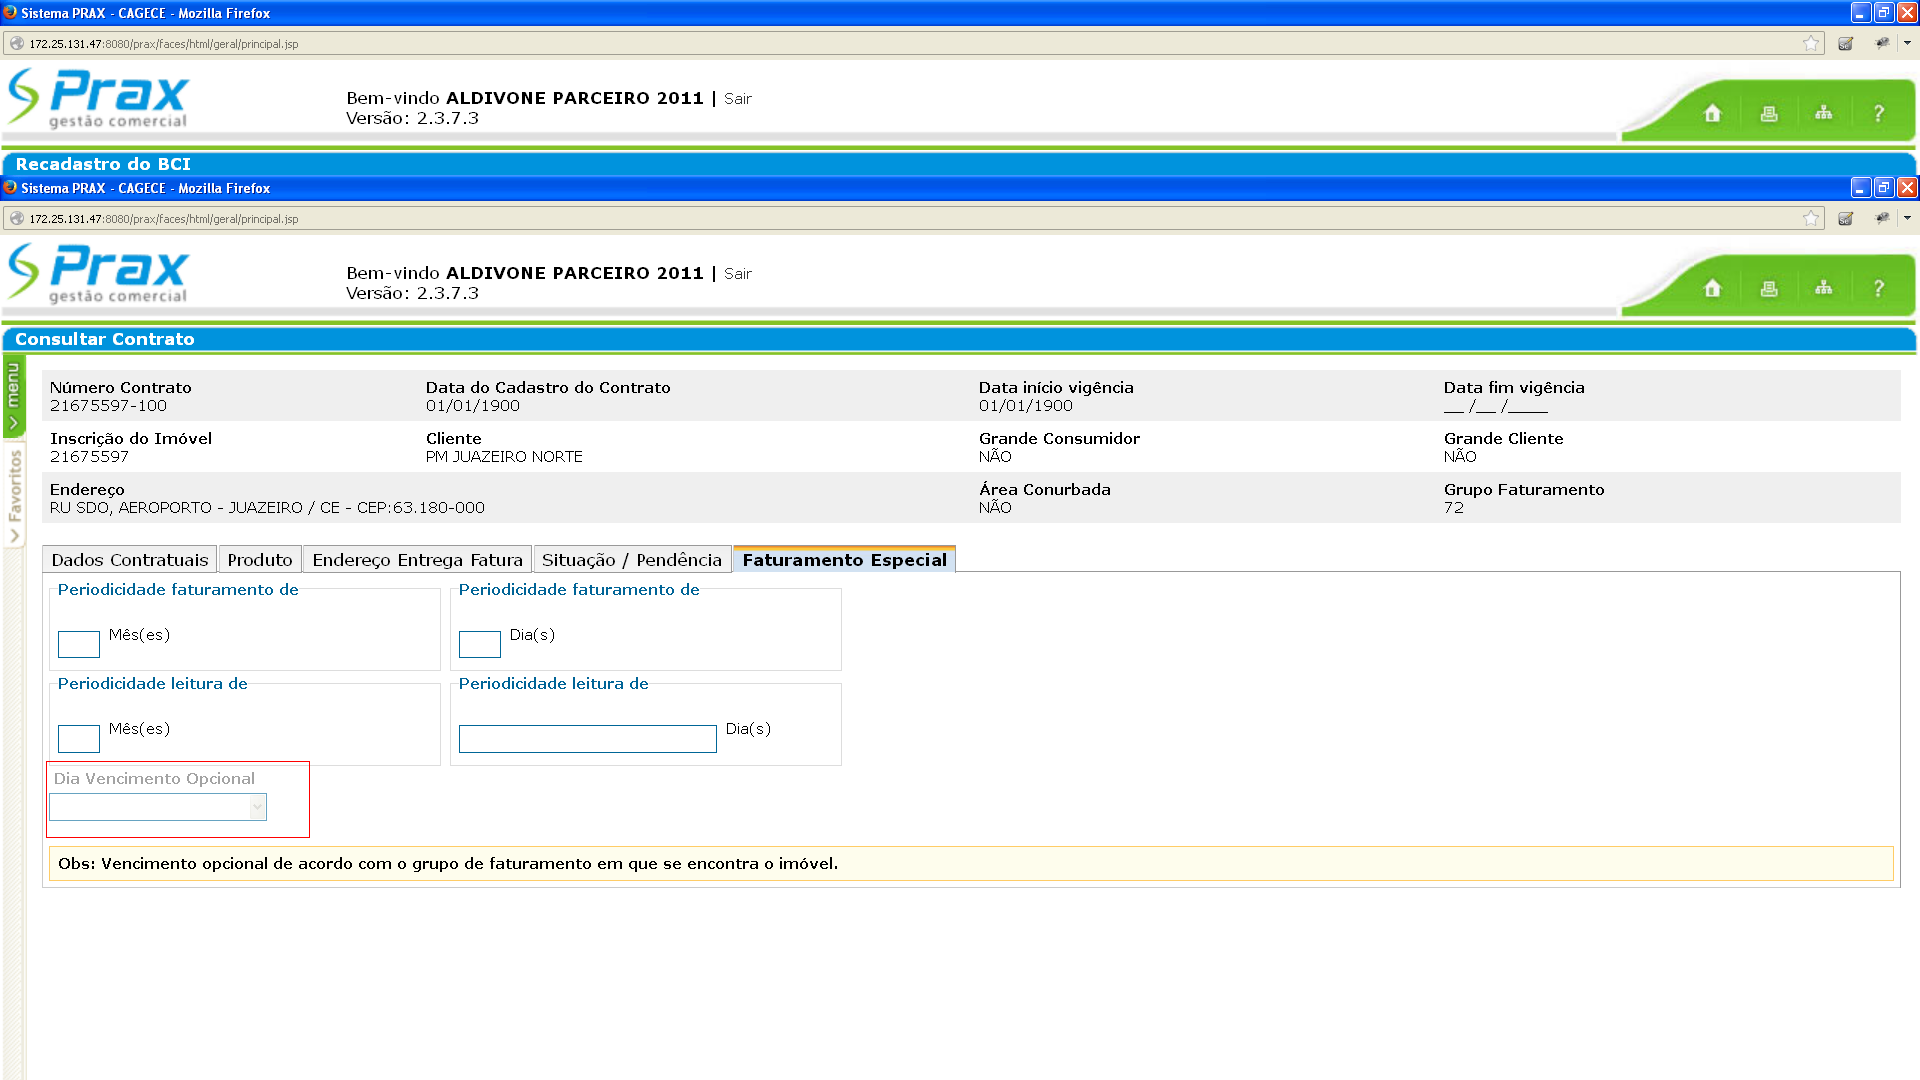 Sistema PRAX - CAGECE - Mozilla Firefox
172.25.131.47:8080/prax/faces/html/geral/principal.jsp
Prax
gestão comercial
Bem-vindo ALDIVONE PARCEIRO 2011 | Sair
Versão: 2.3.7.3
?
Recadastro do BCI
Sistema PRAX - CAGECE - Mozilla Firefox
172.25.131.47:8080/prax/faces/html/geral/principal.jsp
Prax
gestão comercial
Bem-vindo ALDIVONE PARCEIRO 2011 | Sair
Versão: 2.3.7.3
?
Consultar Contrato
menu
Favoritos
Número Contrato Data do Cadastro do Contrato Data início vigência Data fim vigência
21675597-100 01/01/1900 01/01/1900 __ /__ /____
Inscrição do Imóvel Cliente Grande Consumidor Grande Cliente
21675597 PM JUAZEIRO NORTE NÃO NÃO
Endereço Área Conurbada Grupo Faturamento
RU SDO, AEROPORTO - JUAZEIRO / CE - CEP:63.180-000 NÃO 72
Dados Contratuais Produto Endereço Entrega Fatura Situação / Pendência Faturamento Especial
Periodicidade faturamento de Periodicidade faturamento de
Mês(es) Dia(s)
Periodicidade leitura de Periodicidade leitura de
Mês(es) Dia(s)
Dia Vencimento Opcional
Obs: Vencimento opcional de acordo com o grupo de faturamento em que se encontra o imóvel.